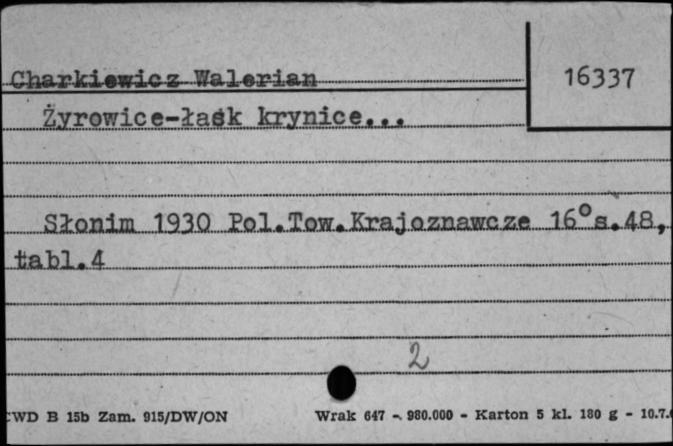 Charkiewicz Walerian
16337
Żyrowice-łask krynice...
Słonim 1930 Pol.Tow.Krajoznawcze 16°s.48,
tabl.4
2
CWD B 15b Zam. 915/DW/ON Wrak 647 - 980.000 - Karton 5 kl. 180 g - 10.7.